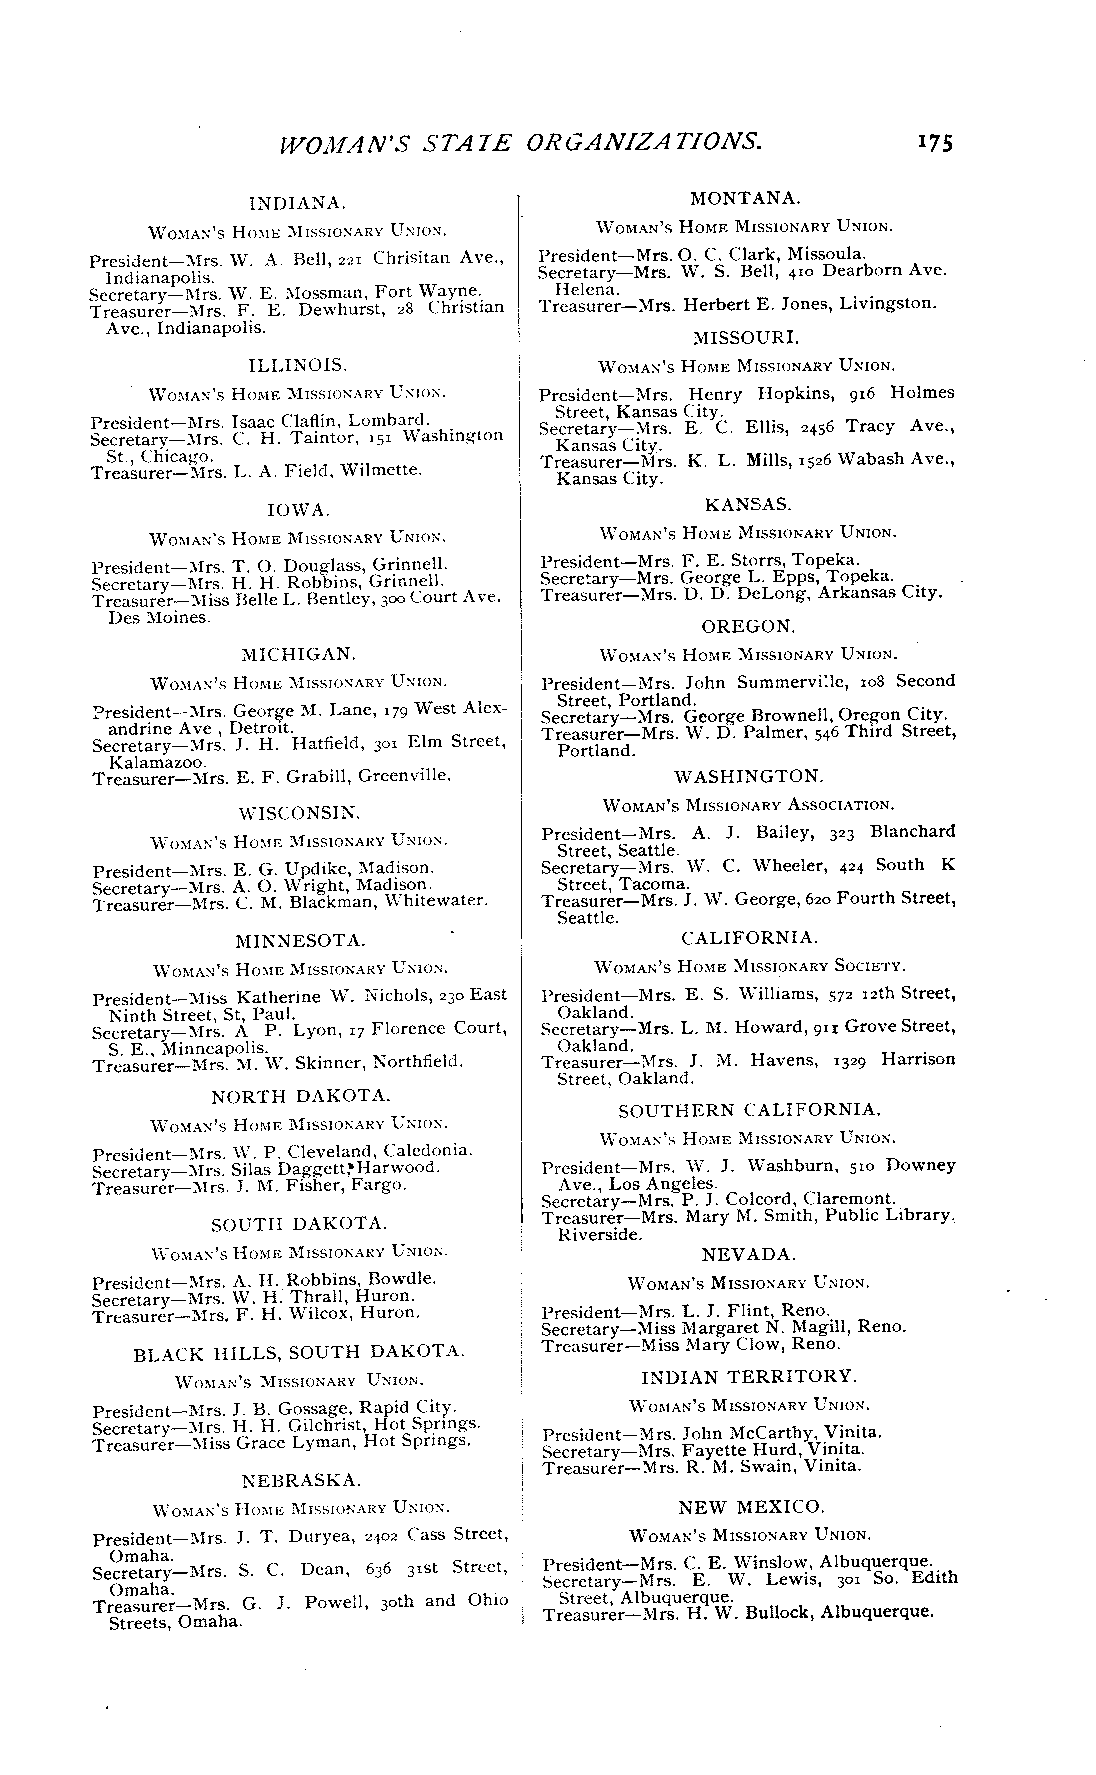 WOMAN'S STATE ORGANIZATIONS. 175
INDIANA.
WOMAN'S HOME MISSIONARY UNION.
President—Mrs. W. A. Bell, 221 Chrisitan Ave.,
Indianapolis.
Secretary—Mrs. W. E. Mossman, Fort Wayne.
Treasurer—Mrs. F. E. Dewhurst, 28 Christian
Ave., Indianapolis.
ILLINOIS.
WOMAN'S HOME MISSIONARY UNION.
President—Mrs. Isaac Claflin, Lombard.
Secretary—Mrs. C. H. Taintor, 151 Washington
St., Chicago.
Treasurer—Mrs. L. A. Field, Wilmette.
IOWA.
WOMAN'S HOME MISSIONARY UNION.
President—Mrs. T. O. Douglass, Grinnell.
Secretary—Mrs. H. H. Robbins, Grinnell.
Treasurer—Miss Belle L. Bentley, 300 Court Ave.
Des Moines.
MICHIGAN.
WOMAN'S HOME MISSIONARY UNION.
President—Mrs. George M. Lane, 179 West Alex-
andrine Ave , Detroit.
Secretary—Mrs. J. H. Hatfield, 301 Elm Street,
Kalamazoo.
Treasurer—Mrs. E. F. Grabill, Greenville.
WISCONSIN.
WOMAN'S HOME MISSIONARY UNION.
President—Mrs. E. G. Updike, Madison.
Secretary—Mrs. A. O. Wright, Madison.
Treasurer—Mrs. C. M. Blackman, Whitewater.
MINNESOTA.
WOMAN'S HOME MISSIONARY UNION.
President—Miss Katherine W. Nichols, 230 East
Ninth Street, St, Paul.
Secretary—Mrs. A P. Lyon, 17 Florence Court,
S. E., Minneapolis.
Treasurer—Mrs. M. W. Skinner, Northfield.
NORTH DAKOTA.
WOMAN'S HOME MISSIONARY UNION.
President—Mrs. W. P. Cleveland, Caledonia.
Secretary—Mrs. Silas Daggett, Harwood.
Treasurer—Mrs. J. M. Fisher, Fargo.
SOUTH DAKOTA.
WOMAN'S HOME MISSIONARY UNION.
President—Mrs. A. H. Robbins, Bowdle.
Secretary—Mrs. W. H. Thrall, Huron.
Treasurer—Mrs. F. H. Wilcox, Huron.
BLACK HILLS, SOUTH DAKOTA.
WOMAN'S MISSIONARY UNION.
President—Mrs. J. B. Gossage, Rapid City.
Secretary—Mrs. H. H. Gilchrist, Hot Springs.
Treasurer—Miss Grace Lyman, Hot Springs.
NEBRASKA.
WOMAN'S HOME MISSIONARY UNION.
President—Mrs. J. T. Duryea, 2402 Cass Street,
Omaha.
Secretary—Mrs. S. C. Dean, 636 31st Street,
Omaha.
Treasurer—Mrs. G. J. Powell, 30th and Ohio
Streets, Omaha.
MONTANA.
WOMAN'S HOME MISSIONARY UNION.
President—Mrs. O. C. Clark, Missoula.
Secretary—Mrs. W. S. Bell, 410 Dearborn Ave.
Helena.
Treasurer—Mrs. Herbert E. Jones, Livingston.
MISSOURI.
WOMAN'S HOME MISSIONARY UNION.
President—Mrs. Henry Hopkins, 916 Holmes
Street, Kansas City.
Secretary—Mrs. E. C. Ellis, 2456 Tracy Ave.,
Kansas City.
Treasurer—Mrs. K. L. Mills, 1526 Wabash Ave.,
Kansas City.
KANSAS.
WOMAN'S HOME MISSIONARY UNION.
President—Mrs. F. E. Storrs, Topeka.
Secretary—Mrs. George L. Epps, Topeka.
Treasurer—Mrs. D. D. DeLong, Arkansas City.
OREGON.
WOMAN'S HOME MISSIONARY UNION.
President—Mrs. John Summerville, 108 Second
Street, Portland.
Secretary—Mrs. George Brownell, Oregon City.
Treasurer—Mrs. W. D. Palmer, 546 Third Street,
Portland.
WASHINGTON.
WOMAN'S MISSIONARY ASSOCIATION.
President—Mrs. A. J. Bailey, 323 Blanchard
Street, Seattle.
Secretary—Mrs. W. C. Wheeler, 424 South K
Street, Tacoma.
Treasurer—Mrs. J. W. George, 620 Fourth Street,
Seattle.
CALIFORNIA.
WOMAN'S HOME MISSIONARY SOCIETY.
President—Mrs. E. S. Williams, 572 12th Street,
Oakland.
Secretary—Mrs. L. M. Howard, 911 Grove Street,
Oakland.
Treasurer—Mrs. J. M. Havens, 1329 Harrison
Street, Oakland.
SOUTHERN CALIFORNIA.
WOMAN'S HOME MISSIONARY UNION.
President—Mrs. W. J. Washburn, 510 Downey
Ave., Los Angeles.
Secretary—Mrs. P. J. Colcord, Claremont.
Treasurer—Mrs. Mary M. Smith, Public Library.
Riverside.
NEVADA.
WOMAN'S MISSIONARY UNION.
President—Mrs. L. J. Flint, Reno.
Secretary—Miss Margaret N. Magill, Reno.
Treasurer—Miss Mary Clow, Reno.
INDIAN TERRITORY.
WOMAN'S MISSIONARY UNION.
President—Mrs. John McCarthy, Vinita.
Secretary—Mrs. Fayette Hurd, Vinita.
Treasurer—Mrs. R. M. Swain, Vinita.
NEW MEXICO.
WOMAN'S MISSIONARY UNION.
President—Mrs. C. E. Winslow, Albuquerque.
Secretary—Mrs. E. W. Lewis, 301 So. Edith
Street, Albuquerque.
Treasurer—Mrs. H. W. Bullock, Albuquerque.